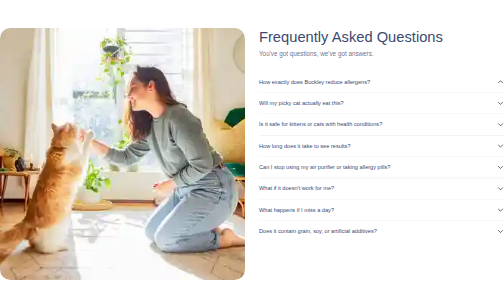 Frequently Asked Questions
You've got questions, we've got answers.
How exactly does Buckley reduce allergens?
Will my picky cat actually eat this?
Is it safe for kittens or cats with health conditions?
How long does it take to see results?
Can I stop using my air purifier or taking allergy pills?
What if it doesn't work for me?
What happens if I miss a day?
Does it contain grain, soy, or artificial additives?